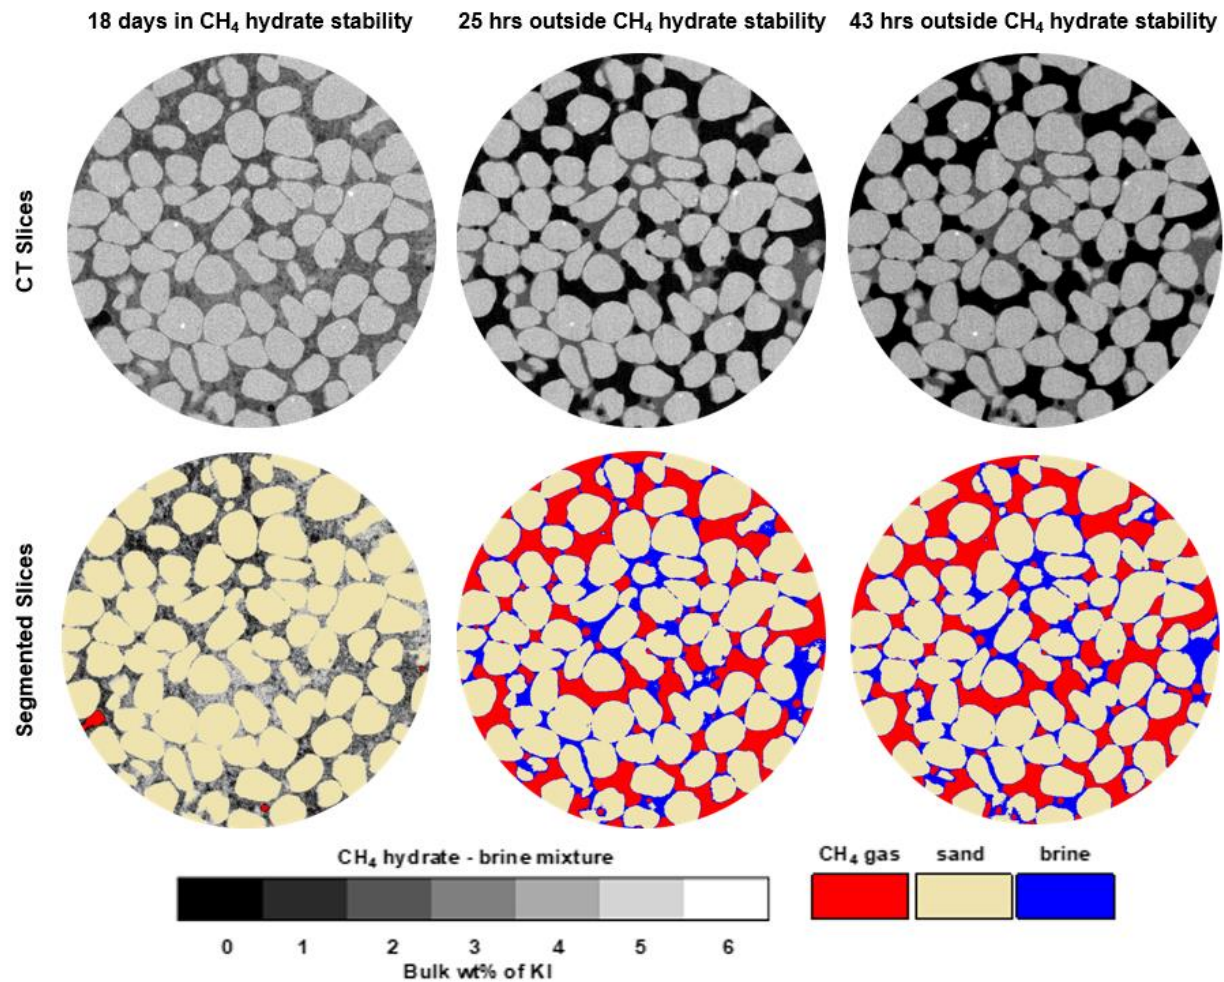 18 days in CH₄ hydrate stability
25 hrs outside CH₄ hydrate stability
43 hrs outside CH₄ hydrate stability
CT Slices
Segmented Slices
CH₄ hydrate - brine mixture
0 1 2 3 4 5 6
Bulk wt% of KI
CH₄ gas sand brine